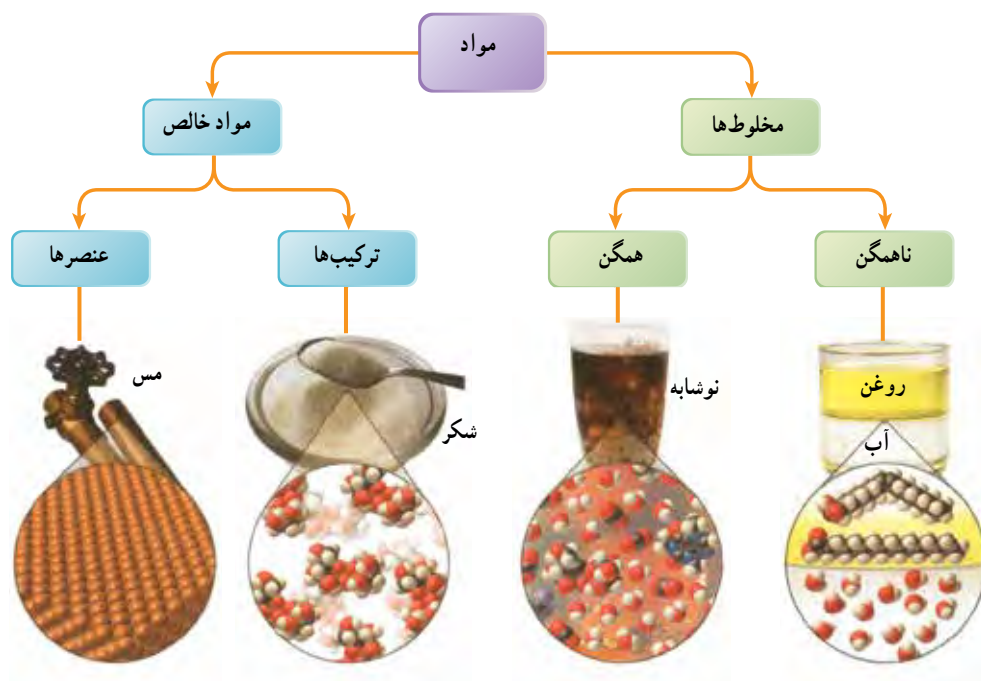 مواد
مخلوط‌ها
مواد خالص
ناهمگن
همگن
ترکیب‌ها
عنصرها
روغن
آب
نوشابه
شکر
مس